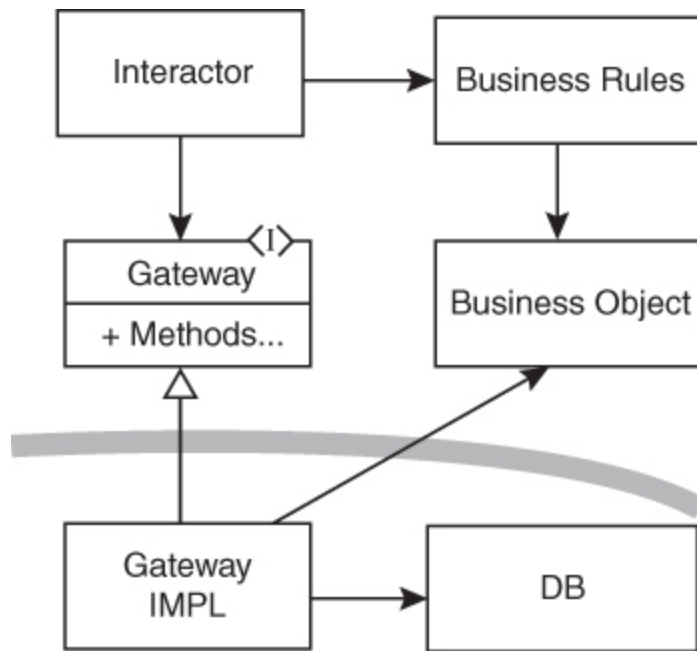 Interactor
Business Rules
<I>
Gateway
+ Methods...
Business Object
Gateway
IMPL
DB